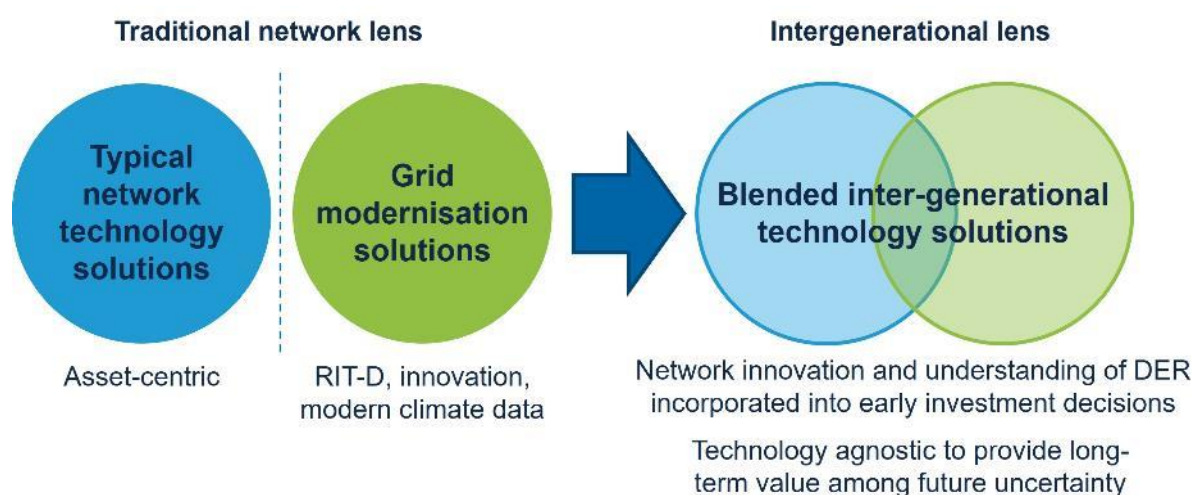 Traditional network lens
Intergenerational lens
Typical
network
technology
solutions
Grid
modernisation
solutions
Blended inter-generational
technology solutions
Asset-centric
RIT-D, innovation,
modern climate data
Network innovation and understanding of DER
incorporated into early investment decisions
Technology agnostic to provide long-
term value among future uncertainty